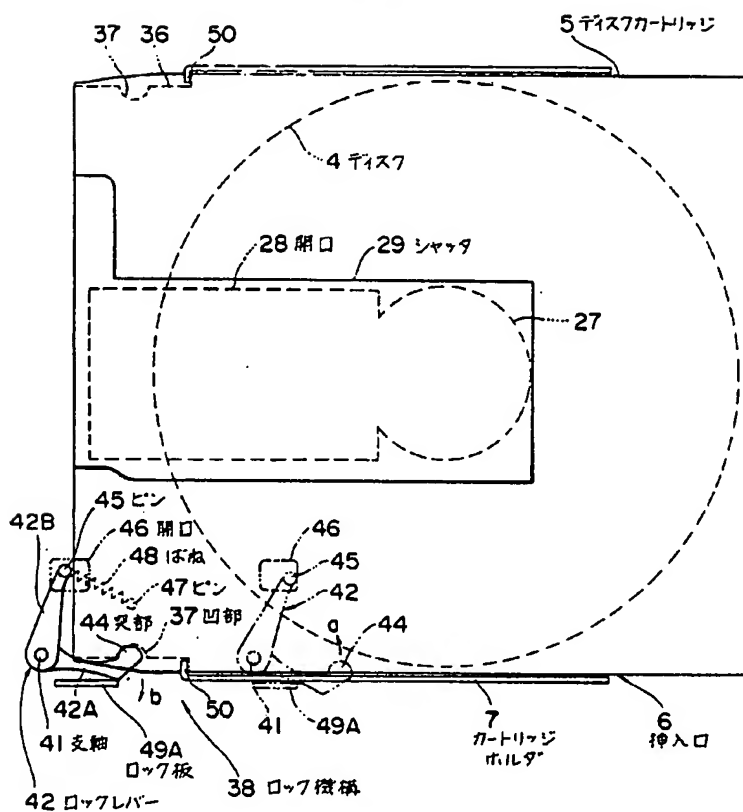 37
36
50
5 ディスクカートリッジ
4 ディスク
28 開口
29 シャッタ
27
45 ピン
42B
46 開口
48 ばね
47 ピン
44 突部
37 凹部
46
45
42
a
44
42A
b
50
41
49A
7
カートリッジ
ホルダ
6
挿入口
41 支軸
49A
ロック板
38 ロック機構
42 ロックレバー